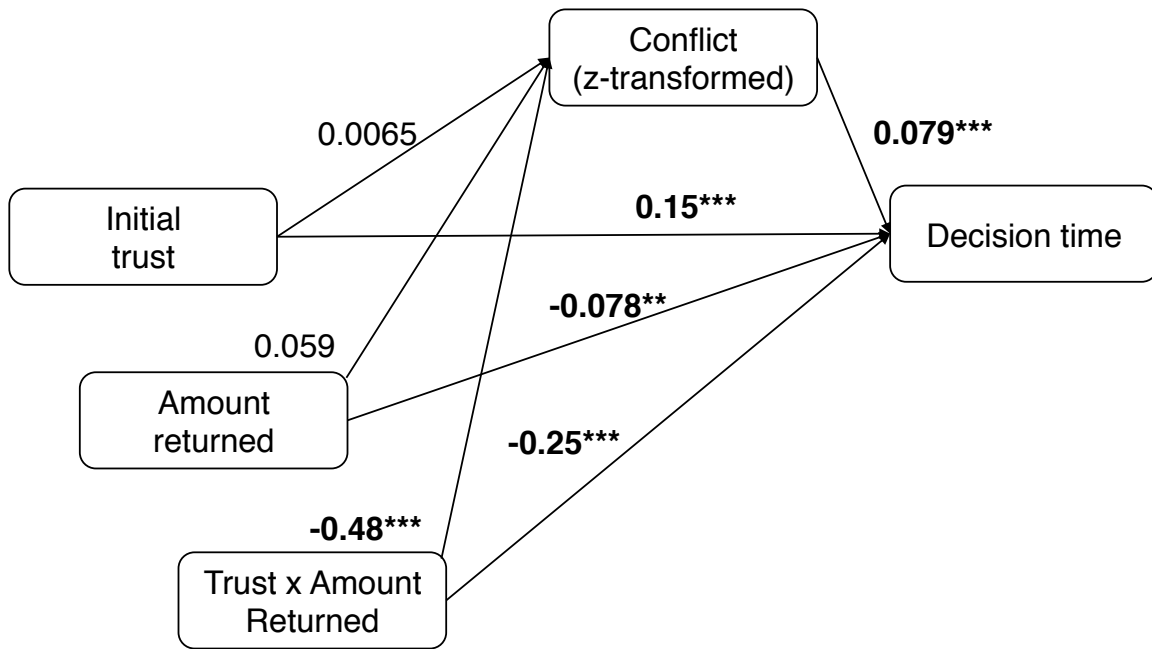 Conflict
(z-transformed)
0.0065
0.079***
Initial
trust
0.15***
Decision time
-0.078**
0.059
Amount
returned
-0.25***
-0.48***
Trust x Amount
Returned